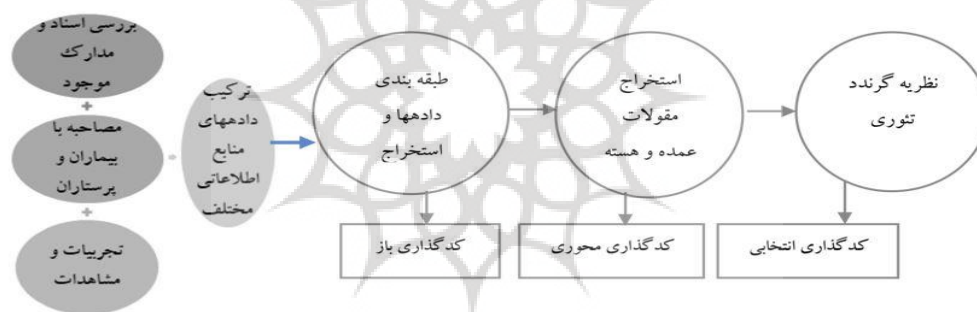 بررسی اسناد و
مدارک
موجود
+
مصاحبه با
بیماران و
پرستاران
+
تجربیات و
مشاهدات
ترکیب
دادههای
منابع
اطلاعاتی
مختلف
طبقه بندی
دادهها و
استخراج
کدگذاری باز
استخراج
مقولات
عمده و هسته
کدگذاری محوری
نظریه گرندد
تئوری
کدگذاری انتخابی